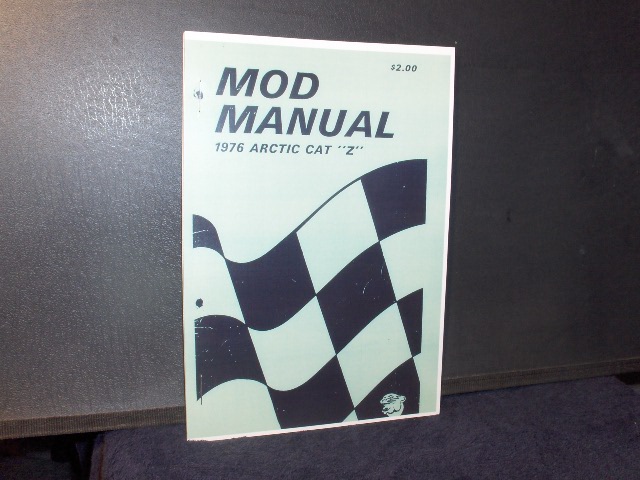 $2.00
MOD
MANUAL
1976 ARCTIC CAT "Z"